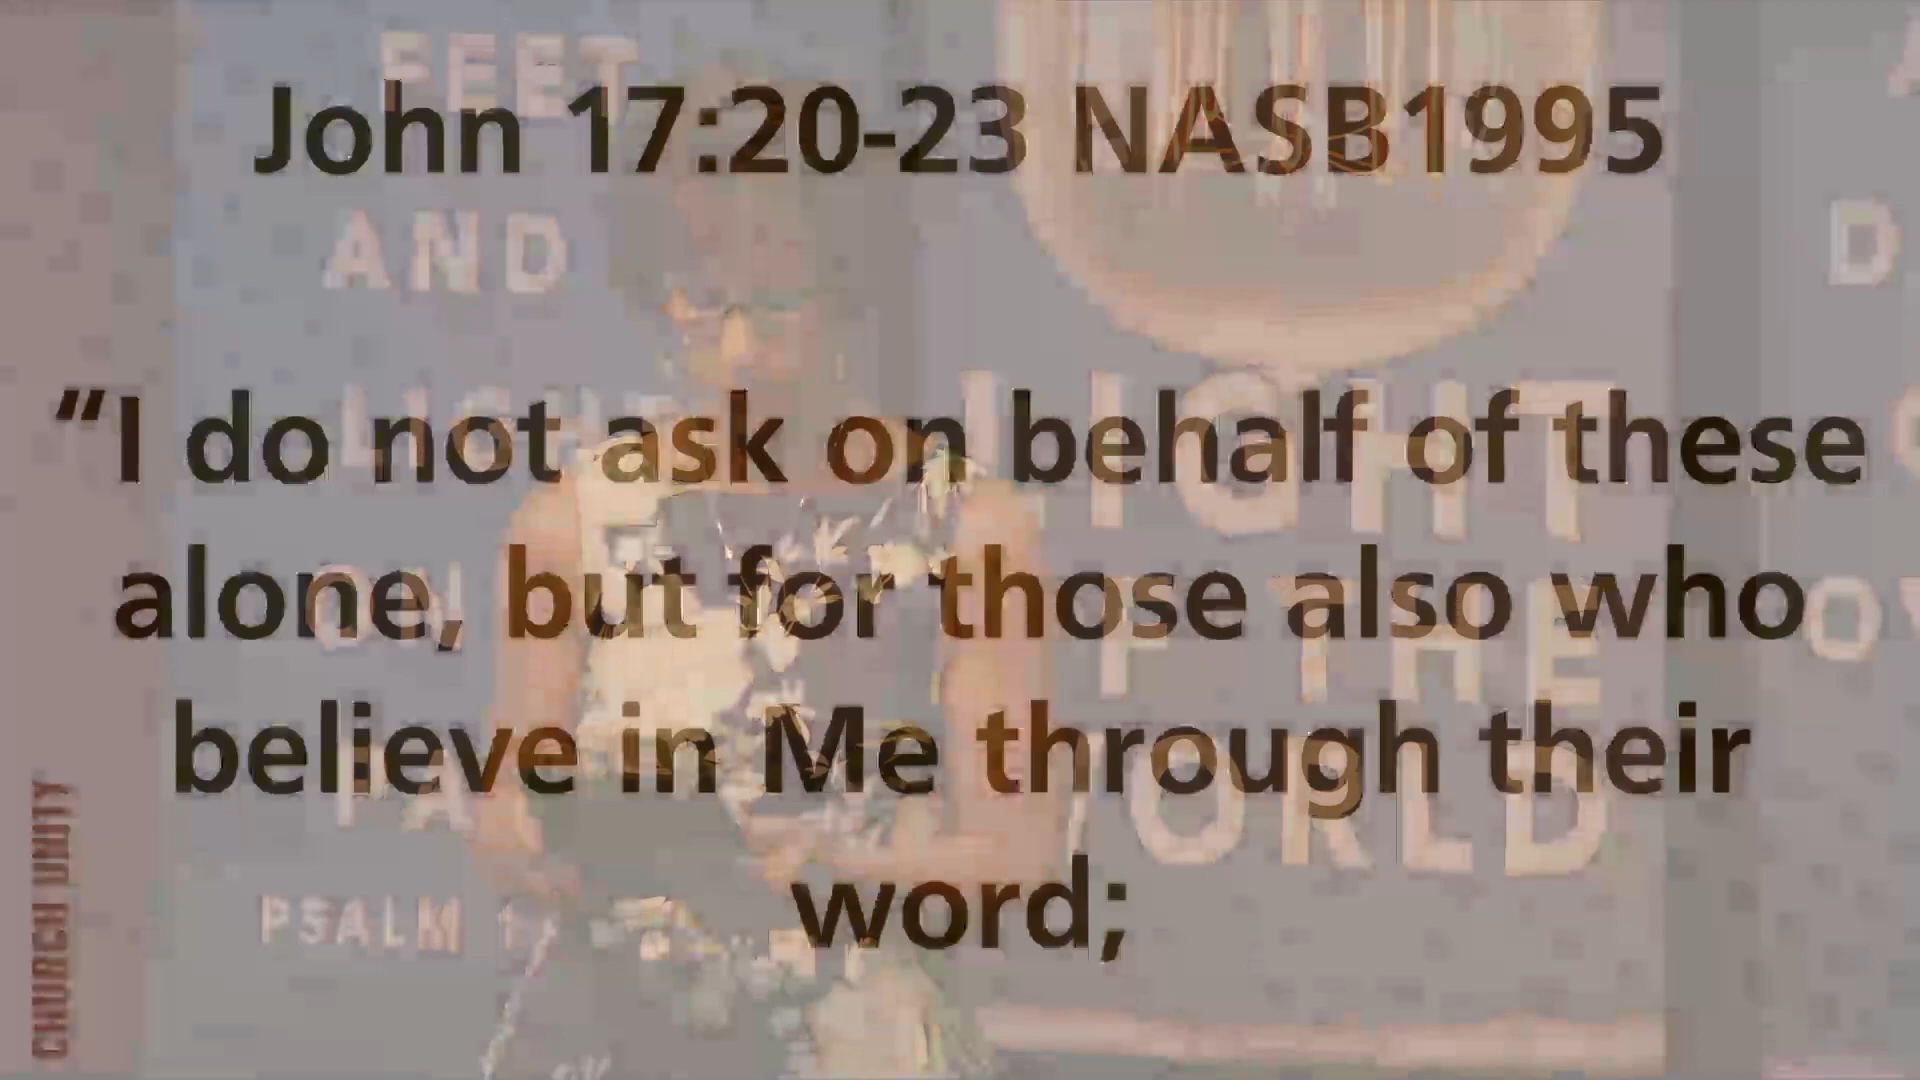 John 17:20-23 NASB1995
“I do not ask on behalf of these
alone, but for those also who
believe in Me through their
word;
FEET
AND
LIGHT
PSALM
LIGHT
THE
WORLD
D
CHURCH UNITY